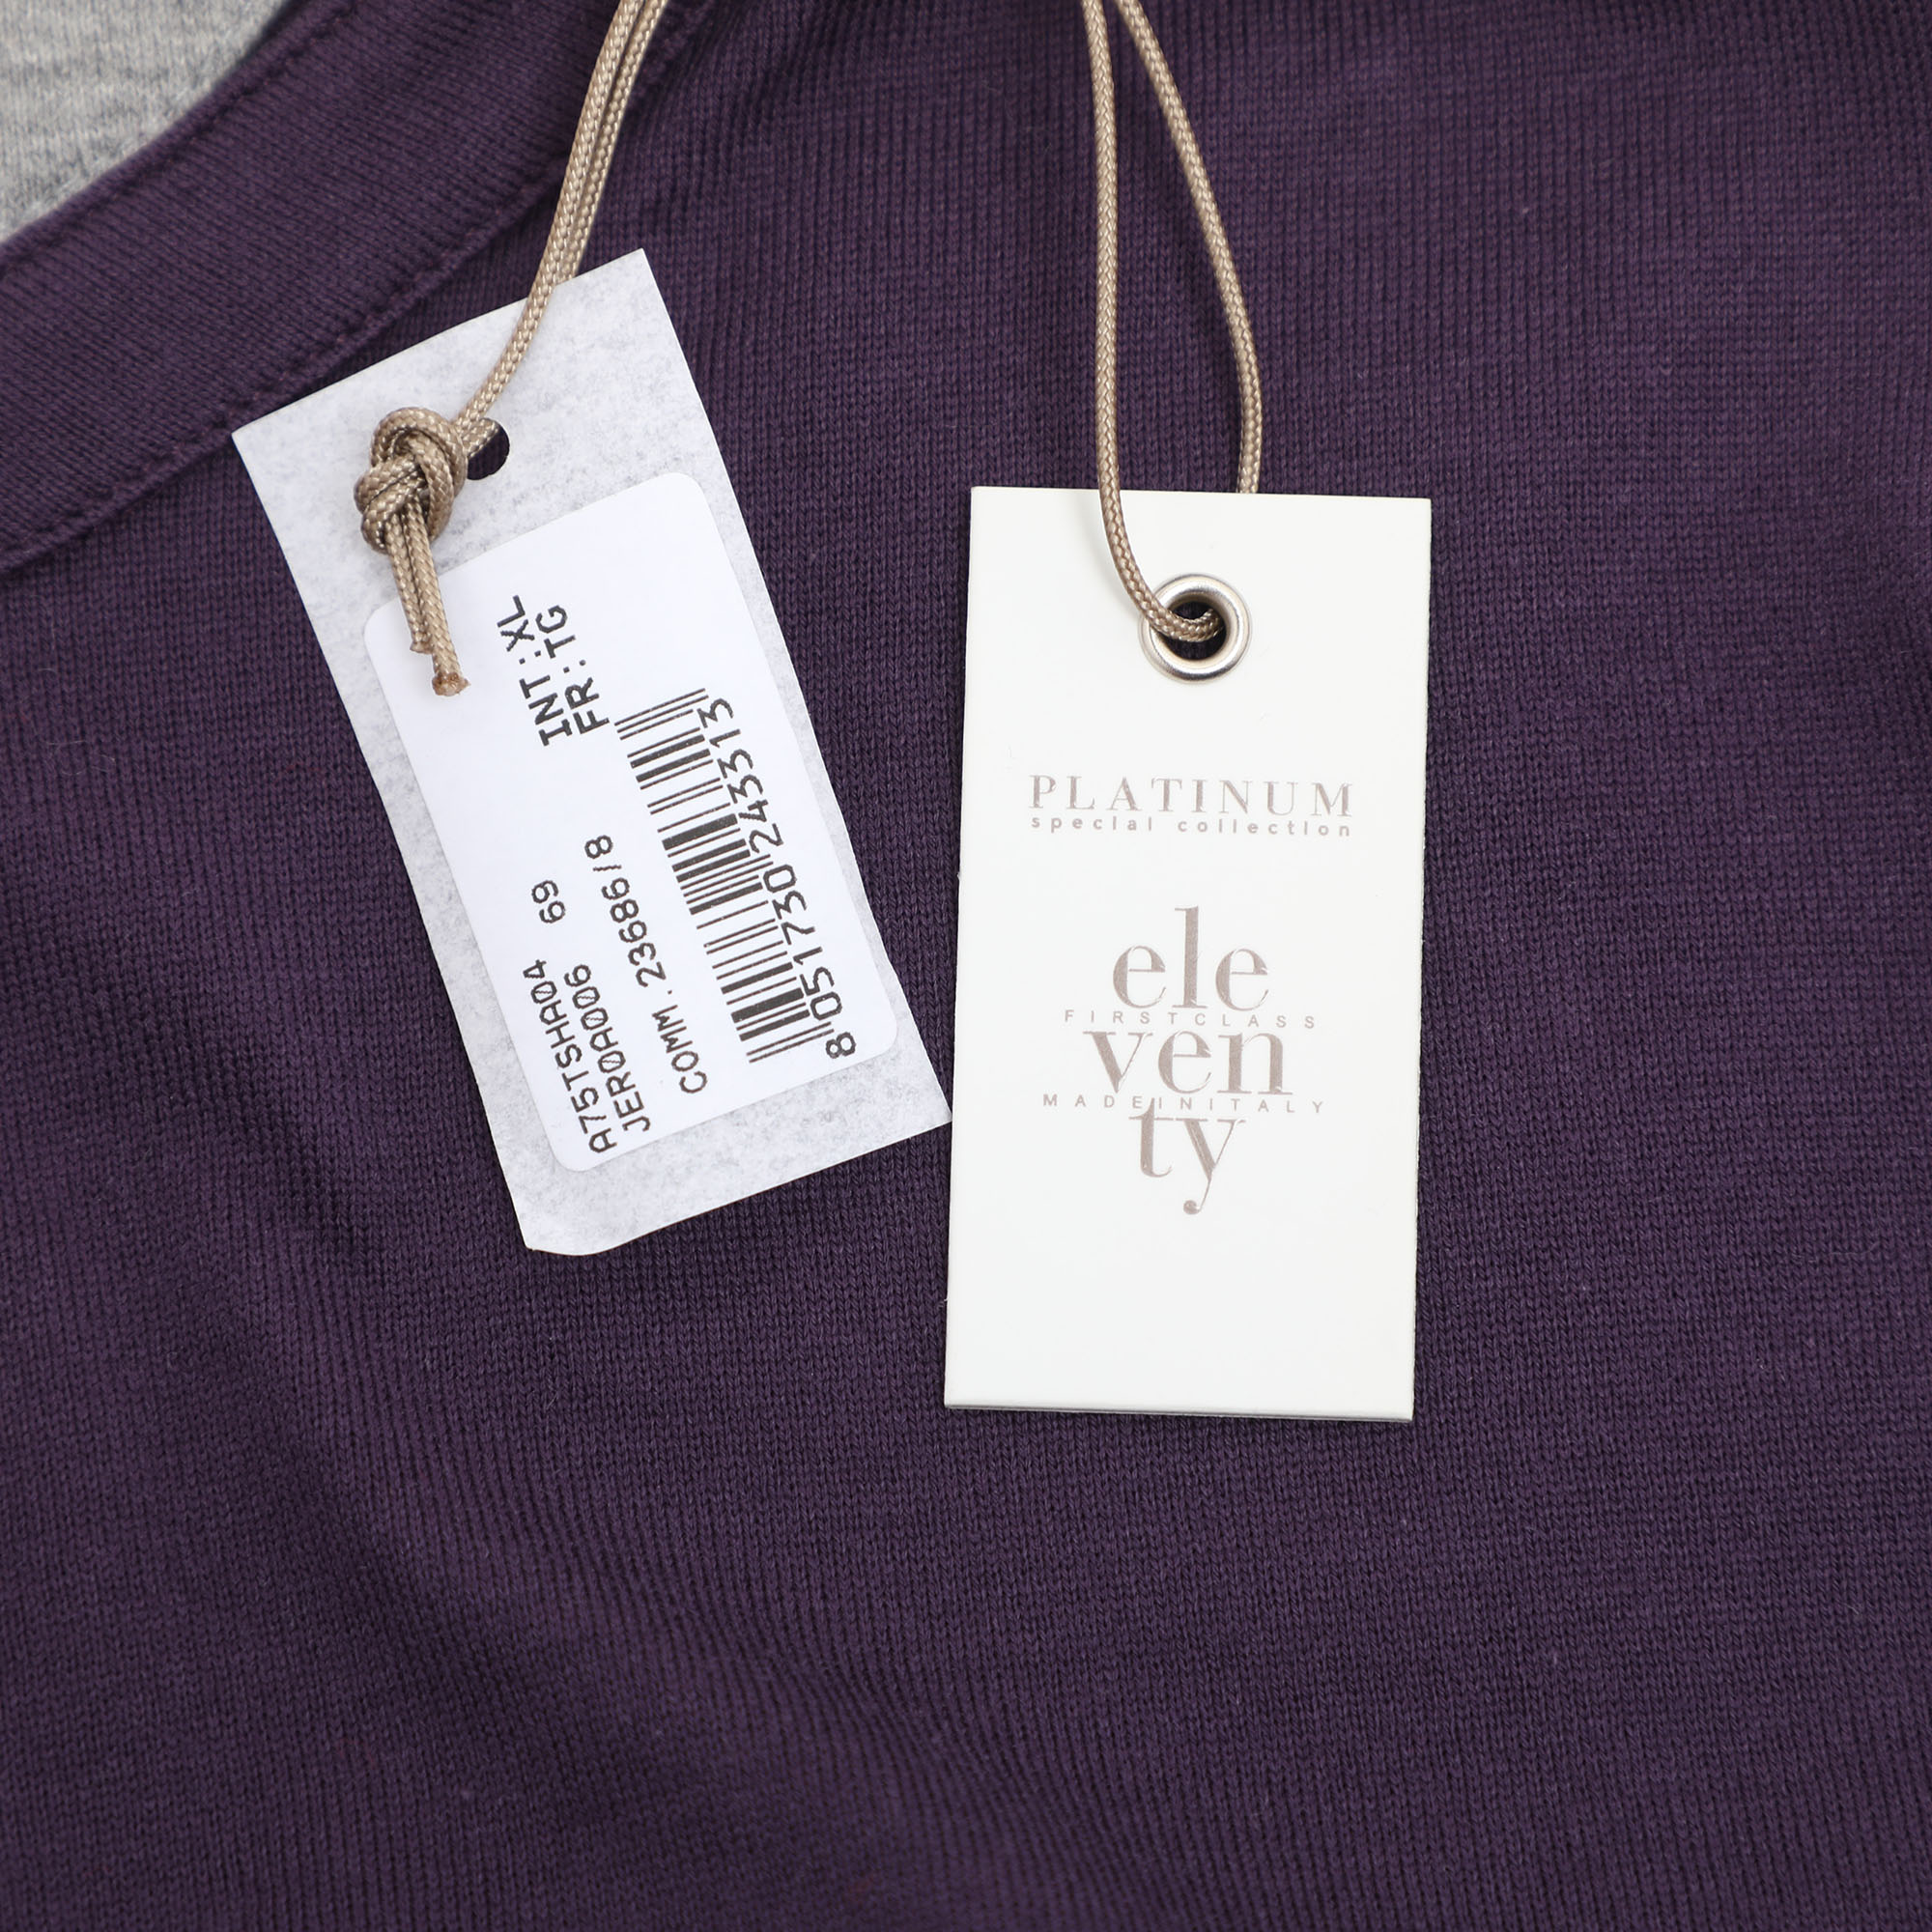 INT:XL
FR:TG
A75TSHA04 69
JER0A006
COMM. 23686/8
8 051730 243313
PLATINUM
special collection
ele
FIRSTCLASS
ven
MADEINITALY
ty